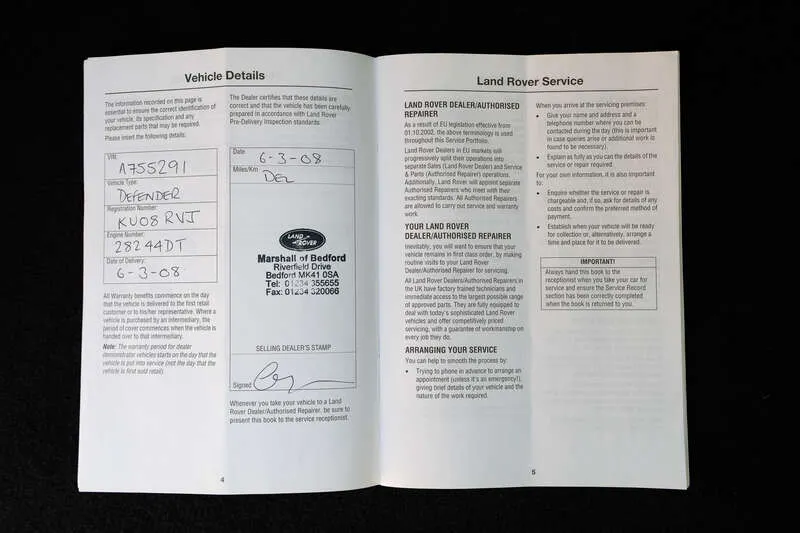 Vehicle Details
The information recorded on this page is
essential to ensure the correct identification of
your vehicle, its specification and any
replacement parts that may be required.
Please insert the following details:
VIN:
A755291
Vehicle Type:
DEFENDER
Registration Number:
KU08 RVJ
Engine Number:
28244DT
Date of Delivery:
6-3-08
All Warranty benefits commence on the day
that the vehicle is delivered to the first retail
customer or to his/her representative. Where a
vehicle is purchased by an intermediary, the
period of cover commences when the vehicle is
handed over to that intermediary.
Note: The warranty period for dealer
demonstrator vehicles starts on the day that the
vehicle is put into service (not the day that the
vehicle is first sold retail).
The Dealer certifies that these details are
correct and that the vehicle has been carefully
prepared in accordance with Land Rover
Pre-Delivery Inspection standards:
Date
6-3-08
Miles/Km
DEL
LAND ROVER
Marshall of Bedford
Riverfield Drive
Bedford MK41 0SA
Tel: 01234 355655
Fax: 01234 320066
SELLING DEALER'S STAMP
Signed
Whenever you take your vehicle to a Land
Rover Dealer/Authorised Repairer, be sure to
present this book to the service receptionist.
4
Land Rover Service
LAND ROVER DEALER/AUTHORISED
REPAIRER
As a result of EU legislation effective from
01.10.2002, the above terminology is used
throughout this Service Portfolio.
Land Rover Dealers in EU markets will
progressively split their operations into
separate Sales (Land Rover Dealers and Service
& Parts (Authorised Repairer) operations.
Additionally, Land Rover will appoint separate
Authorised Repairers who meet with their
exacting standards. All Authorised Repairers
are allowed to carry out service and warranty
work.
YOUR LAND ROVER
DEALER/AUTHORISED REPAIRER
Inevitably, you will want to ensure that your
vehicle remains in first class order, by making
routine visits to your Land Rover
Dealer/Authorised Repairer for servicing.
All Land Rover Dealers/Authorised Repairers in
the UK have factory trained technicians and
immediate access to the largest possible range
of approved parts. They are fully equipped to
deal with today's sophisticated Land Rover
vehicles and offer competitively priced
servicing, with a guarantee of workmanship on
every job they do.
ARRANGING YOUR SERVICE
You can help to smooth the process by:
• Trying to phone in advance to arrange an
appointment (unless it's an emergency!),
giving brief details of your vehicle and the
nature of the work required.
When you arrive at the servicing premises:
• Give your name and address and a
telephone number where you can be
contacted during the day (this is important
in case queries arise or additional work is
found to be necessary).
• Explain as fully as you can the details of the
service or repair required.
For your own information, it is also important
to:
• Enquire whether the service or repair is
chargeable and, if so, ask for details of any
costs and confirm the preferred method of
payment.
• Establish when your vehicle will be ready
for collection or, alternatively, arrange a
time and place for it to be delivered.
IMPORTANT!
Always hand this book to the
receptionist when you take your car for
service and ensure the Service Record
section has been correctly completed
when the book is returned to you.
5